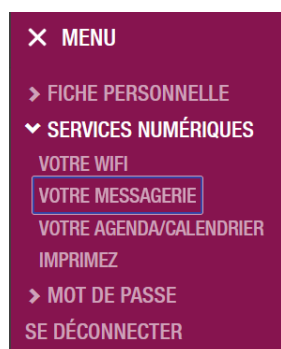 MENU
FICHE PERSONNELLE
SERVICES NUMÉRIQUES
VOTRE WIFI
VOTRE MESSAGERIE
VOTRE AGENDA/CALENDRIER
IMPRIMEZ
MOT DE PASSE
SE DÉCONNECTER